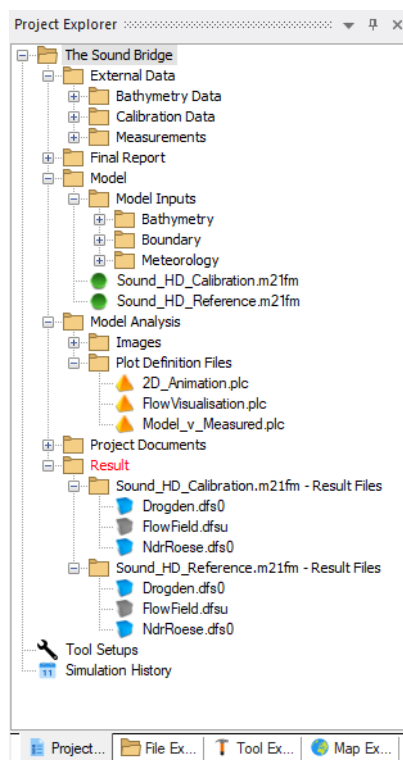 Project Explorer
The Sound Bridge
External Data
Bathymetry Data
Calibration Data
Measurements
Final Report
Model
Model Inputs
Bathymetry
Boundary
Meteorology
Sound_HD_Calibration.m21fm
Sound_HD_Reference.m21fm
Model Analysis
Images
Plot Definition Files
2D_Animation.plc
FlowVisualisation.plc
Model_v_Measured.plc
Project Documents
Result
Sound_HD_Calibration.m21fm - Result Files
Drogden.dfs0
FlowField.dfsu
NdrRoese.dfs0
Sound_HD_Reference.m21fm - Result Files
Drogden.dfs0
FlowField.dfsu
NdrRoese.dfs0
Tool Setups
11 Simulation History
Project... File Ex... Tool Ex... Map Ex...